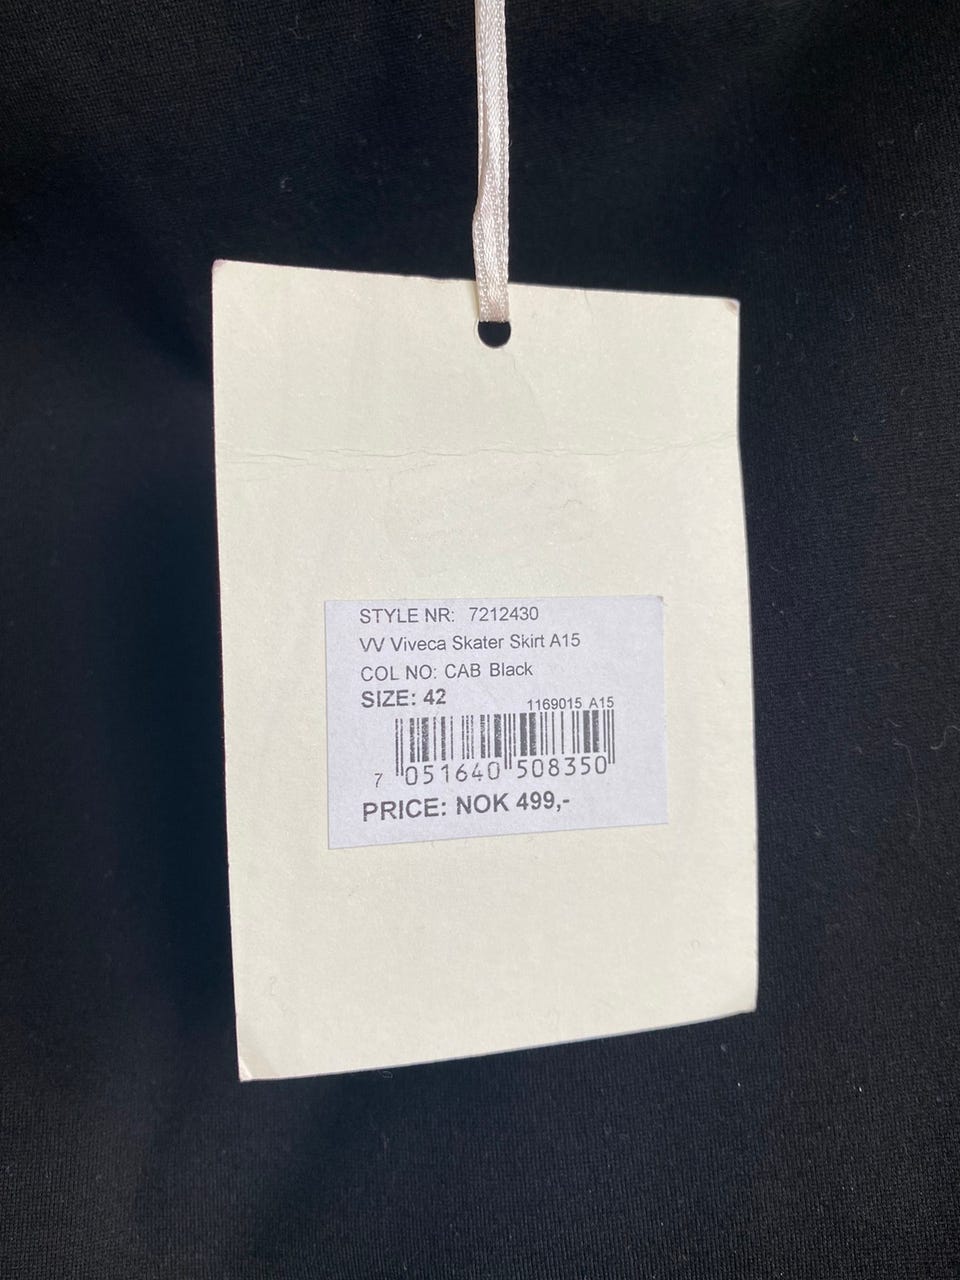 STYLE NR: 7212430
VV Viveca Skater Skirt A15
COL NO: CAB Black
SIZE: 42
1169015 A15
7 051640 508350
PRICE: NOK 499,-